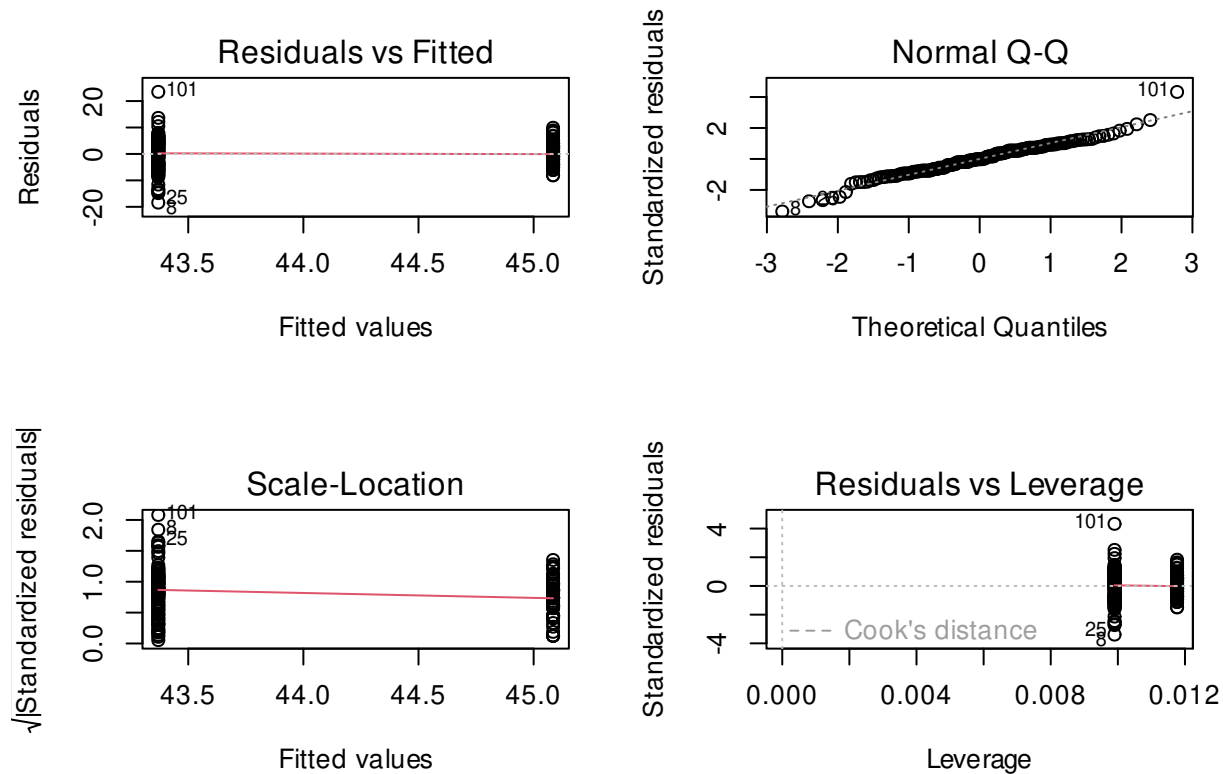 Residuals vs Fitted
Residuals
20
0
-20
101
25
8
43.5 44.0 44.5 45.0
Fitted values
Normal Q-Q
Standardized residuals
2
-2
101
8
-3 -2 -1 0 1 2 3
Theoretical Quantiles
Scale-Location
√|Standardized residuals|
2.0
1.0
0.0
101
8
25
43.5 44.0 44.5 45.0
Fitted values
Residuals vs Leverage
Standardized residuals
4
0
-4
101
25
8
Cook's distance
0.000 0.004 0.008 0.012
Leverage